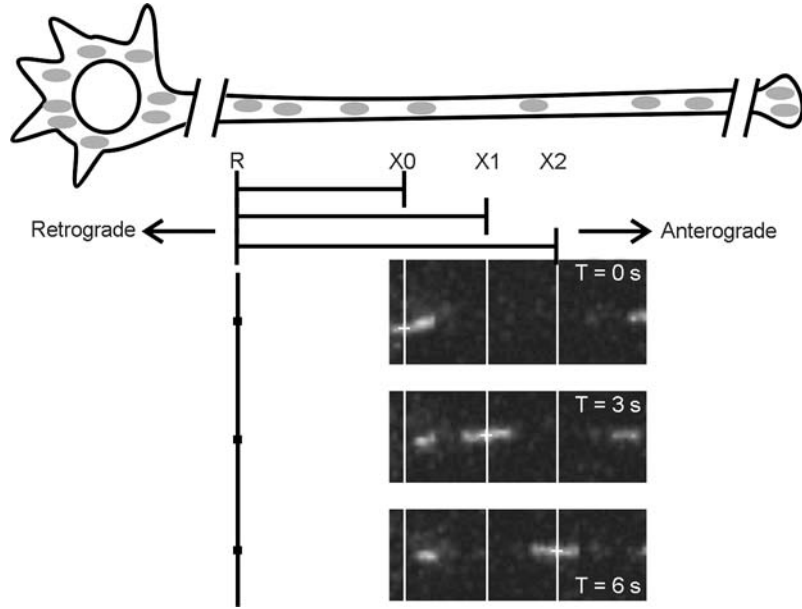 R X0 X1 X2
Retrograde Anterograde
T = 0 s
T = 3 s
T = 6 s